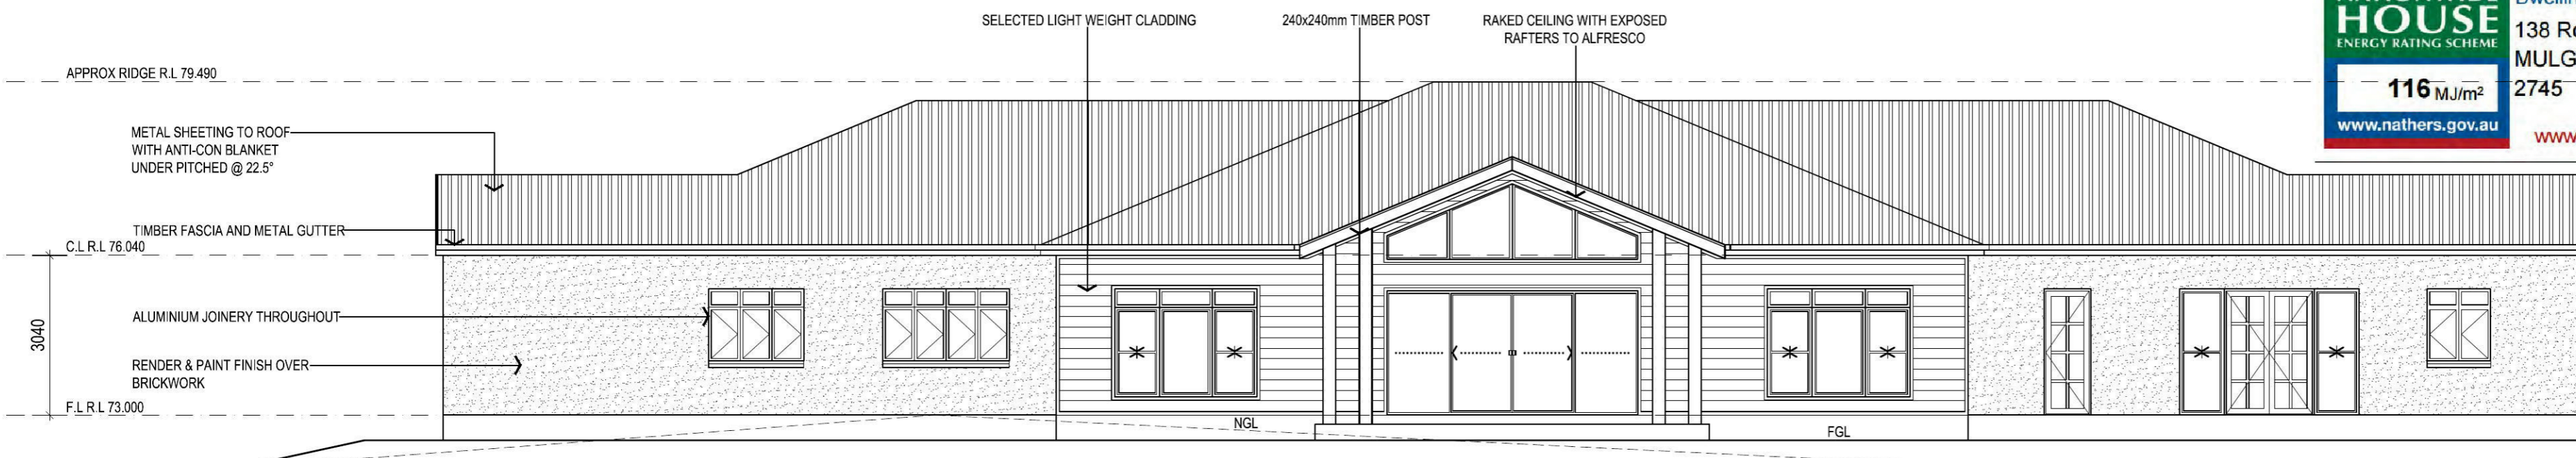 SELECTED LIGHT WEIGHT CLADDING
240x240mm TIMBER POST
RAKED CEILING WITH EXPOSED
RAFTERS TO ALFRESCO
HOUSE
ENERGY RATING SCHEME
116 MJ/m²
www.nathers.gov.au
138
MULG
2745
www
APPROX RIDGE R.L 79.490
METAL SHEETING TO ROOF
WITH ANTI-CON BLANKET
UNDER PITCHED @ 22.5°
TIMBER FASCIA AND METAL GUTTER
C.L R.L 76.040
ALUMINIUM JOINERY THROUGHOUT
3040
RENDER & PAINT FINISH OVER
BRICKWORK
F.L R.L 73.000
NGL
FGL